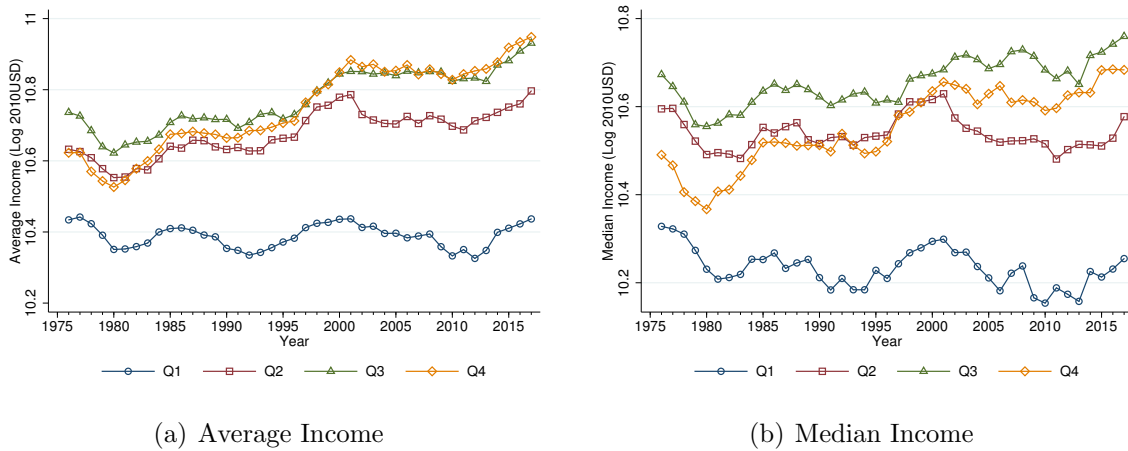 Average Income (Log 2010USD)
11
10.8
10.6
10.4
10.2
1975 1980 1985 1990 1995 2000 2005 2010 2015
Year
Q1 Q2 Q3 Q4
(a) Average Income
Median Income (Log 2010USD)
10.8
10.6
10.4
10.2
1975 1980 1985 1990 1995 2000 2005 2010 2015
Year
Q1 Q2 Q3 Q4
(b) Median Income